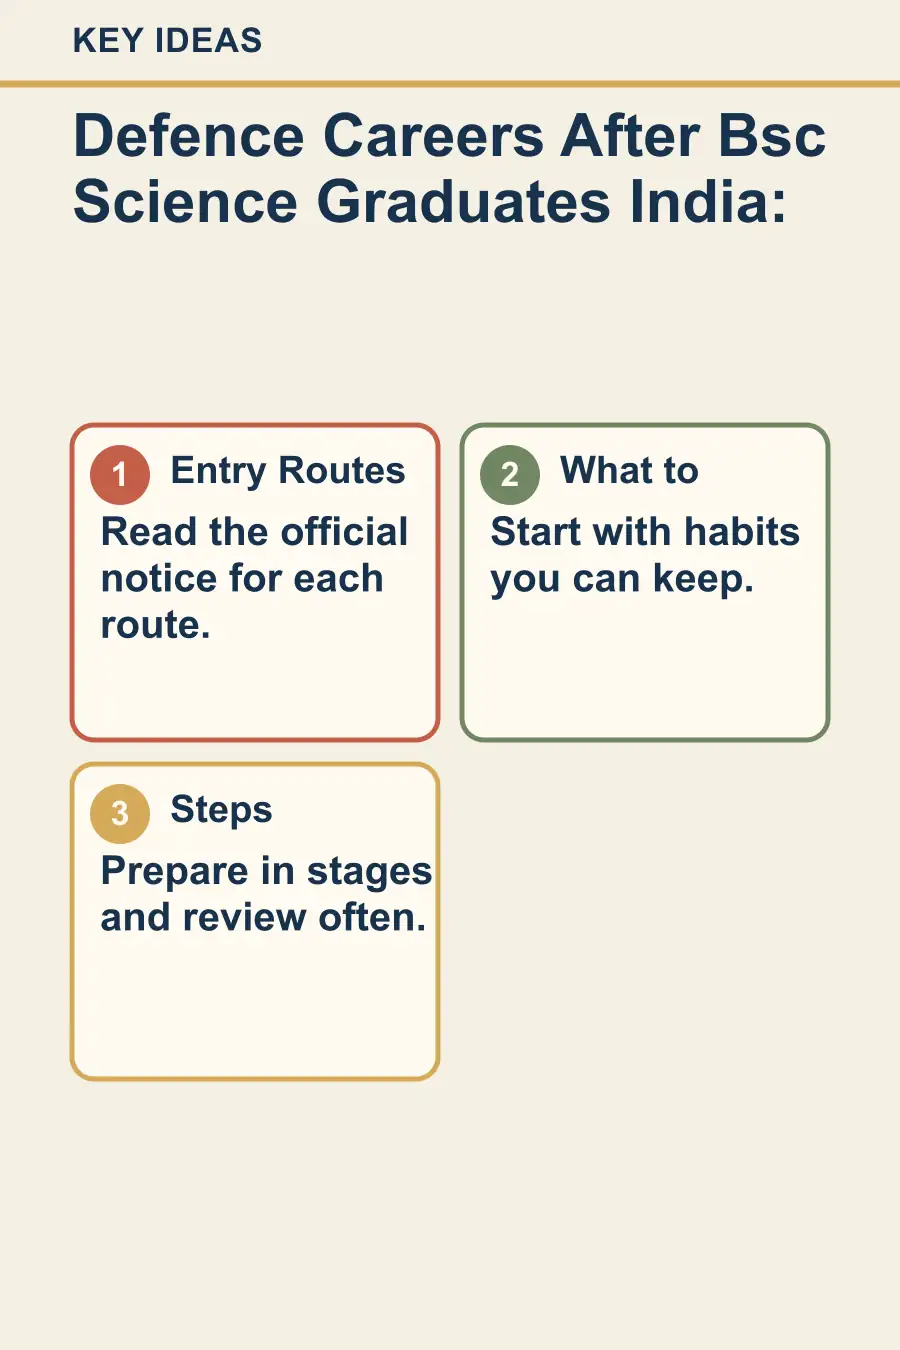 KEY IDEAS
Defence Careers After Bsc
Science Graduates India:
1 Entry Routes
Read the official
notice for each
route.
2 What to
Start with habits
you can keep.
3 Steps
Prepare in stages
and review often.